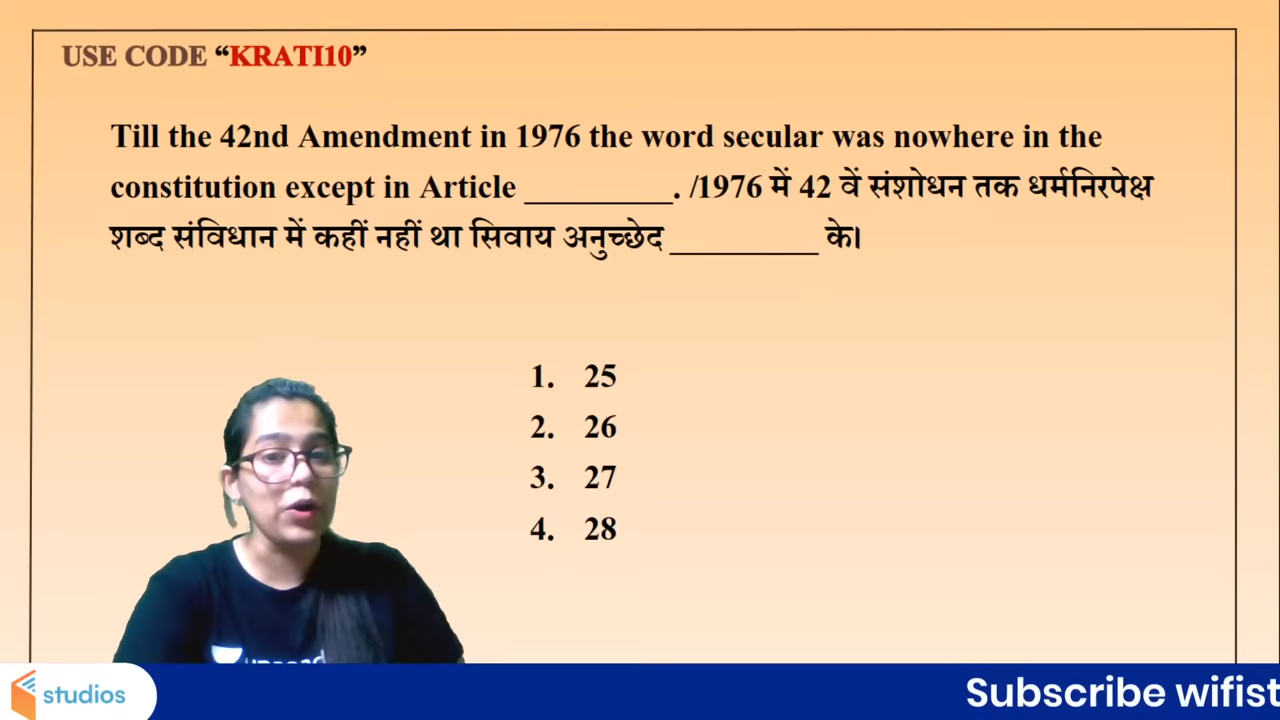 USE CODE “KRATI10”
Till the 42nd Amendment in 1976 the word secular was nowhere in the
constitution except in Article _________. /1976 में 42 वें संशोधन तक धर्मनिरपेक्ष
शब्द संविधान में कहीं नहीं था सिवाय अनुच्छेद _________ के।
1. 25
2. 26
3. 27
4. 28
studios
Subscribe wifist